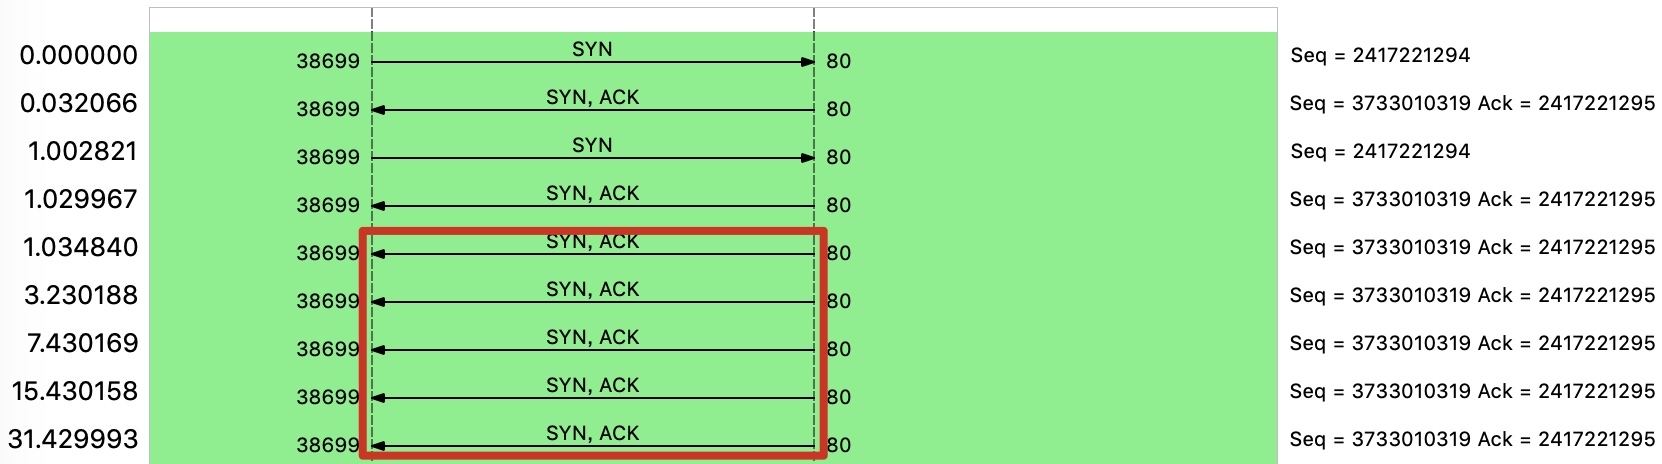 SYN
0.000000 38699 80 Seq = 2417221294
SYN, ACK
0.032066 38699 80 Seq = 3733010319 Ack = 2417221295
SYN
1.002821 38699 80 Seq = 2417221294
SYN, ACK
1.029967 38699 80 Seq = 3733010319 Ack = 2417221295
SYN, ACK
1.034840 38699 80 Seq = 3733010319 Ack = 2417221295
SYN, ACK
3.230188 38699 80 Seq = 3733010319 Ack = 2417221295
SYN, ACK
7.430169 38699 80 Seq = 3733010319 Ack = 2417221295
SYN, ACK
15.430158 38699 80 Seq = 3733010319 Ack = 2417221295
SYN, ACK
31.429993 38699 80 Seq = 3733010319 Ack = 2417221295